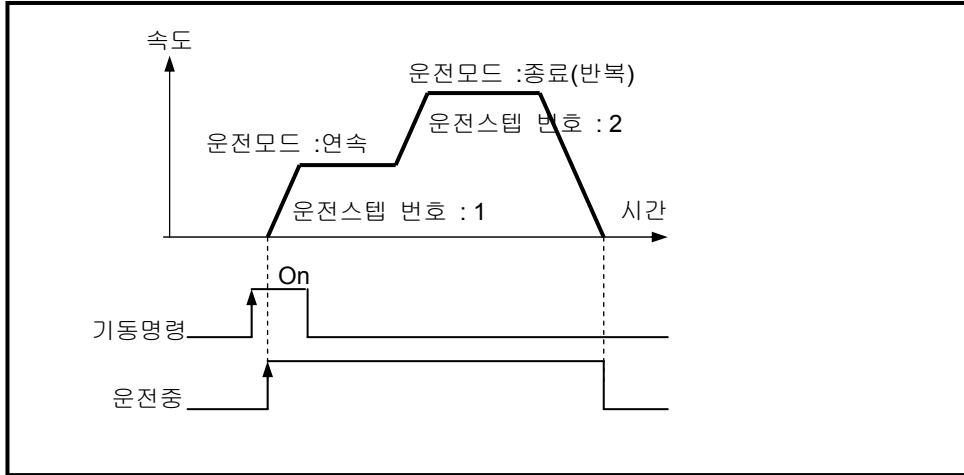 속도
운전모드 :종료(반복)
운전스텝 번호 : 2
운전모드 :연속
운전스텝 번호 : 1
시간
On
기동명령
운전중